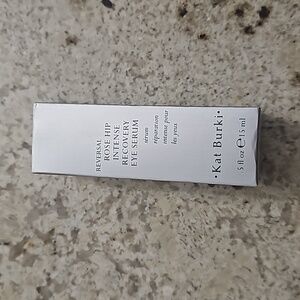 REVERSAL
ROSE HIP
INTENSE
RECOVERY
EYE SERUM
serum
réparation
intense pour
les yeux
•Kat Burki•
.5 fl oz ℮ 15 ml